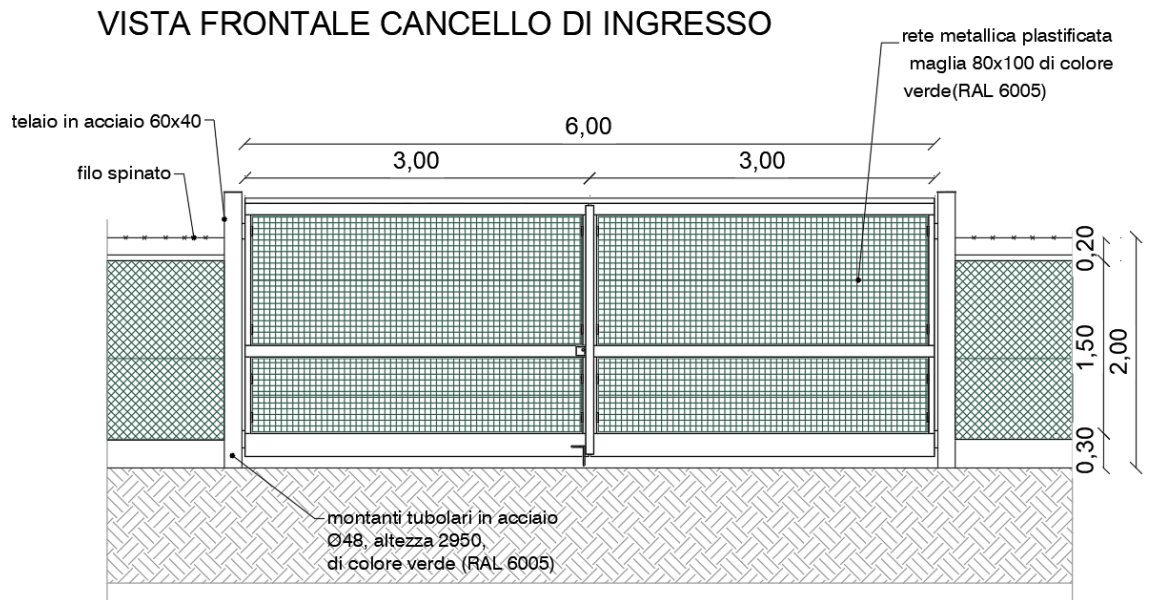 VISTA FRONTALE CANCELLO DI INGRESSO
rete metallica plastificata
maglia 80x100 di colore
verde(RAL 6005)
telaio in acciaio 60x40
filo spinato
6,00
3,00
3,00
0,20
1,50
2,00
0,30
montanti tubolari in acciaio
Ø48, altezza 2950,
di colore verde (RAL 6005)